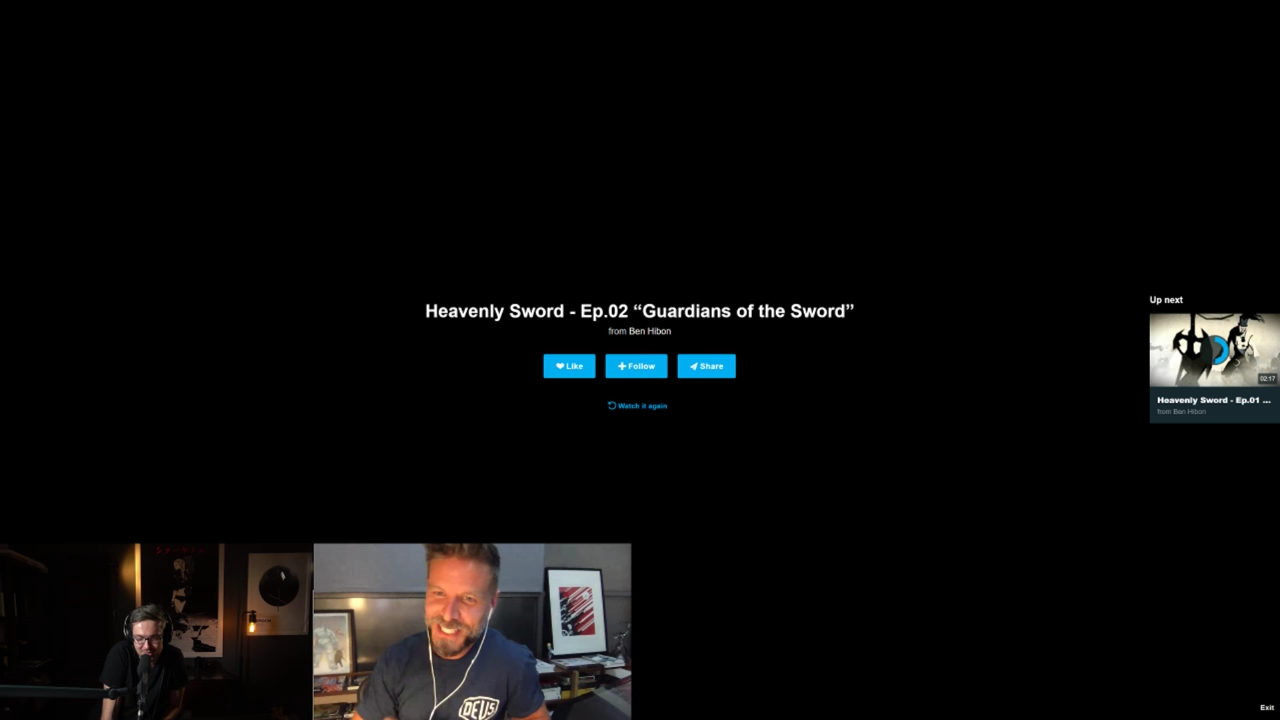 Heavenly Sword - Ep.02 “Guardians of the Sword”
from Ben Hibon
Like
Follow
Share
Watch it again
Up next
02:17
Heavenly Sword - Ep.01 ...
from Ben Hibon
DEUS
Exit